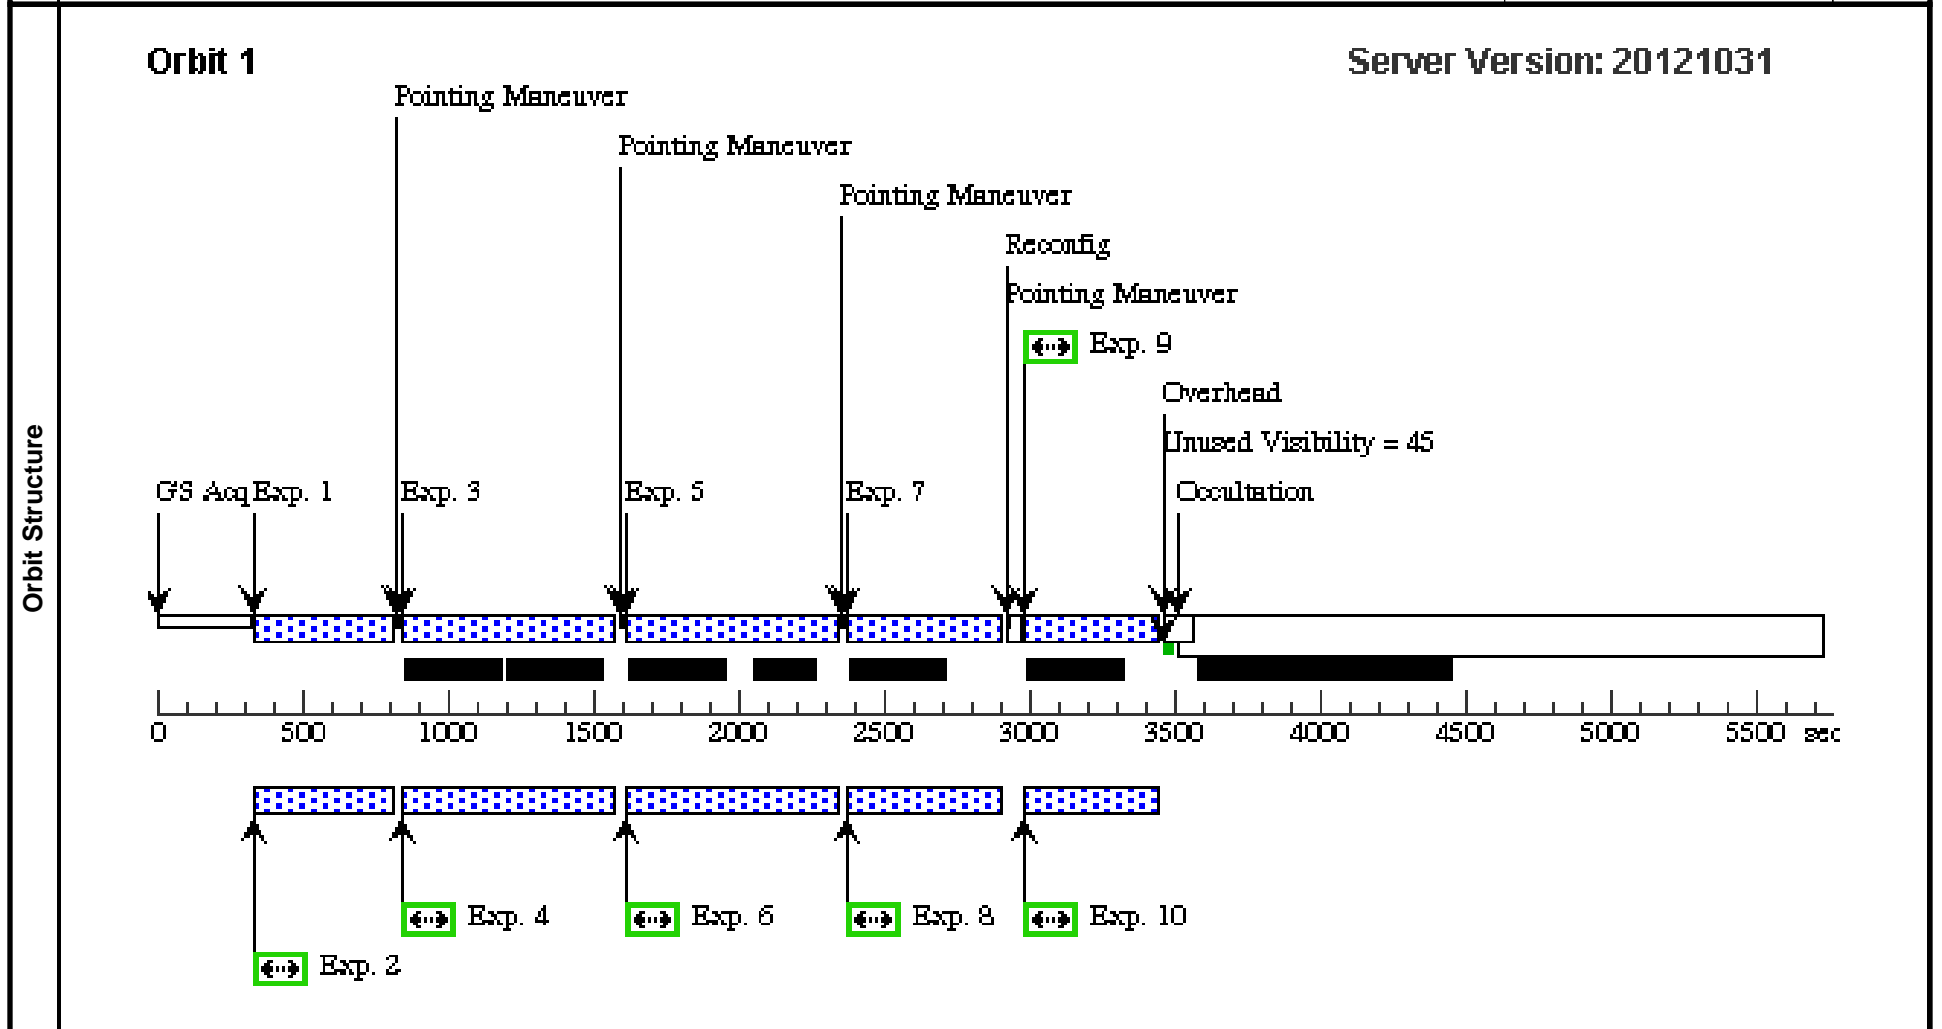 Orbit 1
Server Version: 20121031
Pointing Maneuver
Pointing Maneuver
Pointing Maneuver
Reconfig
Pointing Maneuver
Exp. 9
Overhead
Unused Visibility = 45
GS Acq Exp. 1 Exp. 3 Exp. 5 Exp. 7 Occultation
Orbit Structure
0 500 1000 1500 2000 2500 3000 3500 4000 4500 5000 5500 sec
Exp. 4 Exp. 6 Exp. 8 Exp. 10
Exp. 2